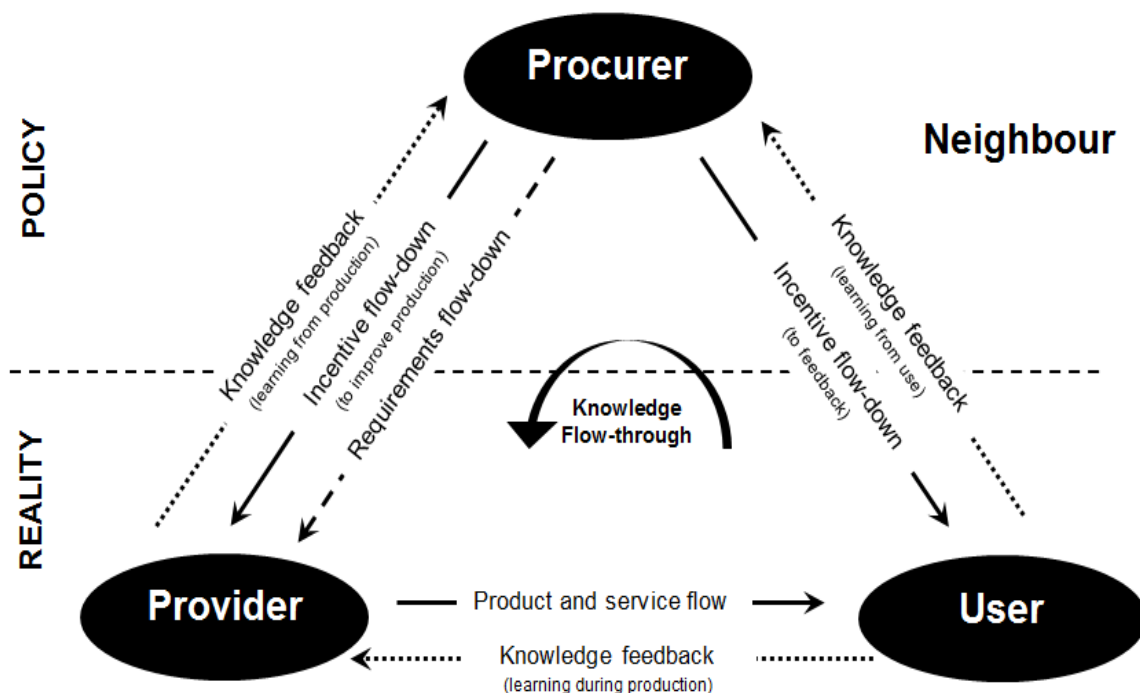 Procurer
Neighbour
POLICY
Knowledge feedback
(learning from production)
Incentive flow-down
(to improve production)
Requirements flow-down
Incentive flow-down
(to feedback)
Knowledge feedback
(learning from use)
Knowledge
Flow-through
REALITY
Provider
Product and service flow
User
Knowledge feedback
(learning during production)